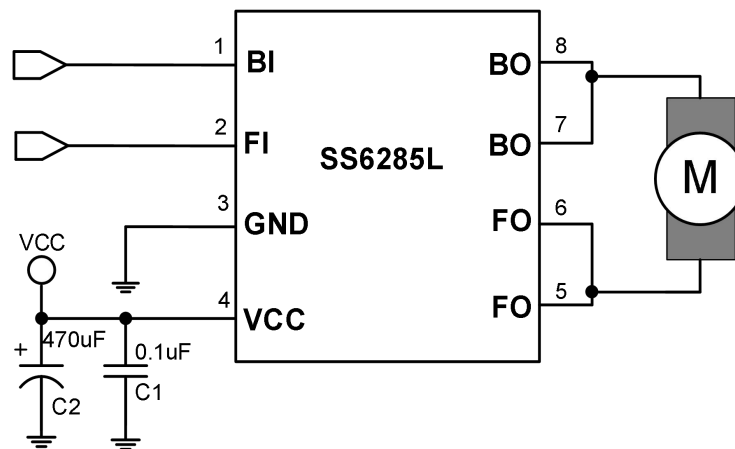 1
BI
8
BO
2
FI
7
BO
SS6285L
M
3
GND
6
FO
VCC
4
VCC
5
FO
+
470uF
0.1uF
C2
C1